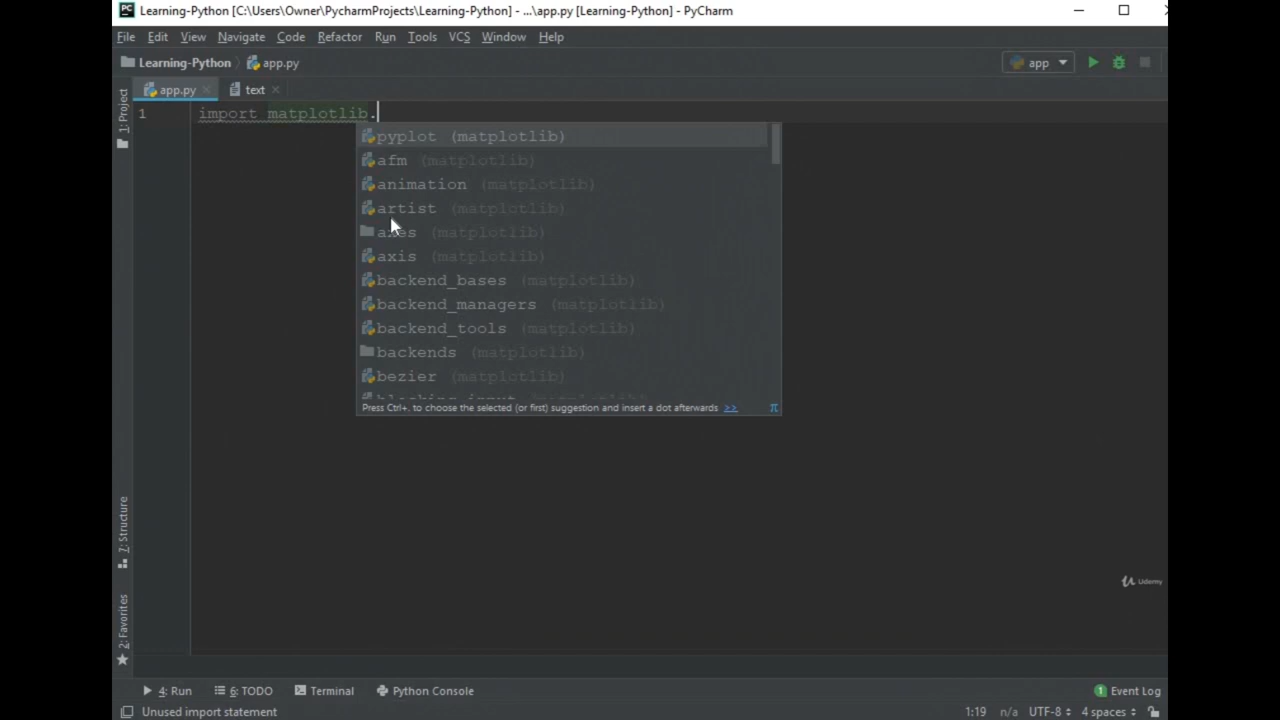 Learning-Python [C:\Users\Owner\PycharmProjects\Learning-Python] - ...\app.py [Learning-Python] - PyCharm
File Edit View Navigate Code Refactor Run Tools VCS Window Help
Learning-Python app.py app
app.py text
1: Project
1 import matplotlib.
pyplot (matplotlib)
afm (matplotlib)
animation (matplotlib)
artist (matplotlib)
axes (matplotlib)
axis (matplotlib)
backend_bases (matplotlib)
backend_managers (matplotlib)
backend_tools (matplotlib)
backends (matplotlib)
bezier (matplotlib)
Press Ctrl+. to choose the selected (or first) suggestion and insert a dot afterwards >> π
7: Structure
Udemy
2: Favorites
4: Run 6: TODO Terminal Python Console 1 Event Log
Unused import statement 1:19 n/a UTF-8 4 spaces